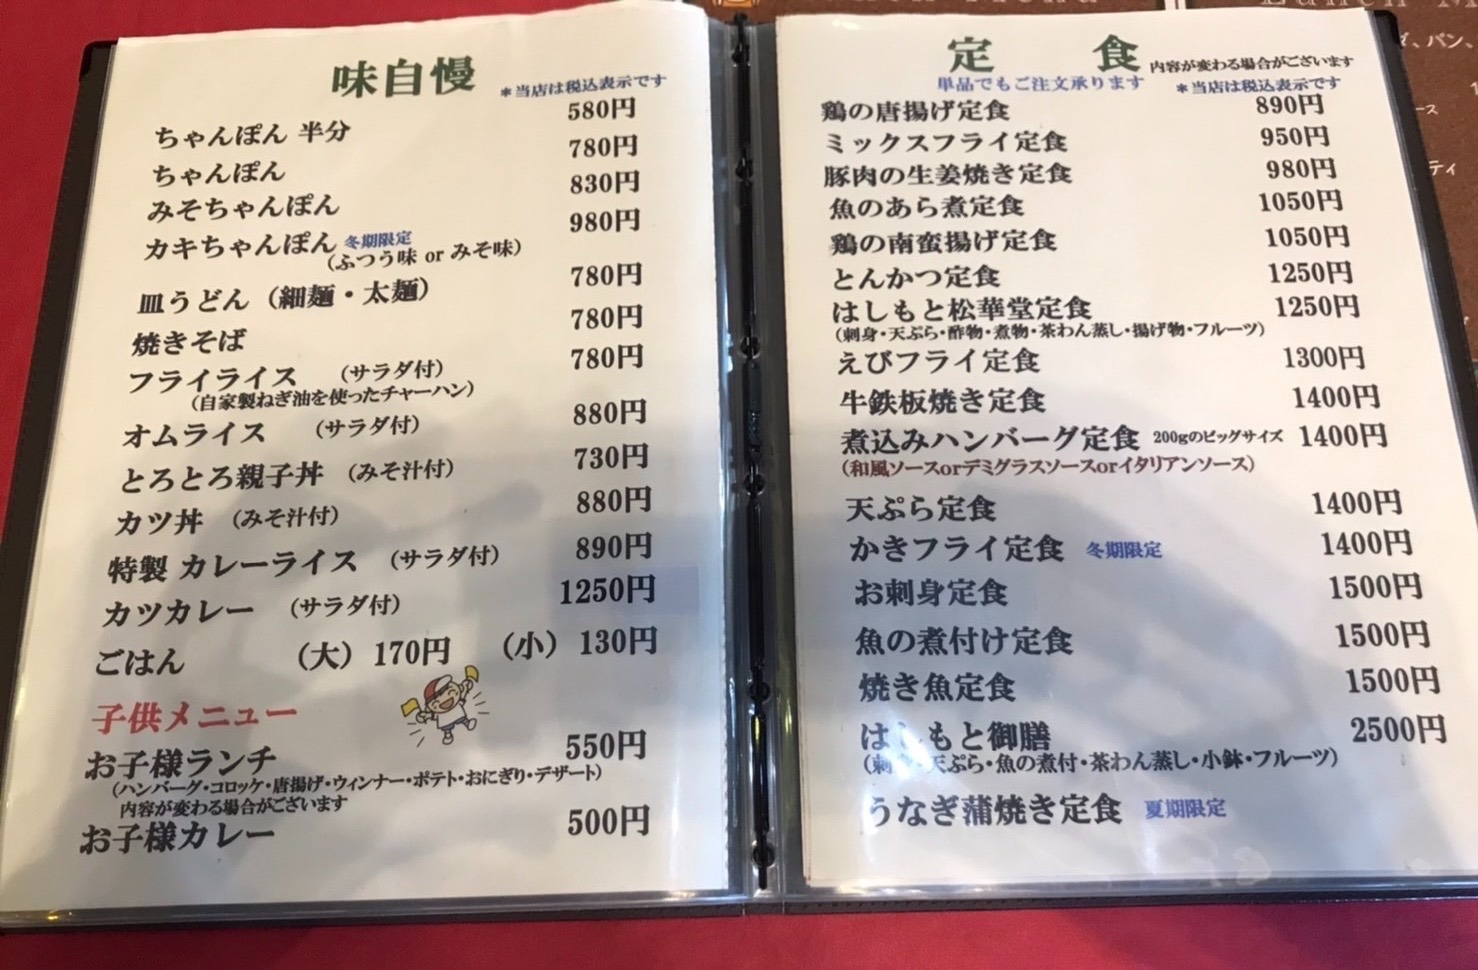 味自慢
＊当店は税込表示です
ちゃんぽん 半分 580円
ちゃんぽん 780円
みそちゃんぽん 830円
カキちゃんぽん 冬期限定 980円
（ふつう味 or みそ味）
皿うどん（細麺・太麺） 780円
焼きそば 780円
フライライス （サラダ付） 780円
（自家製ねぎ油を使ったチャーハン）
オムライス （サラダ付） 880円
とろとろ親子丼 （みそ汁付） 730円
カツ丼 （みそ汁付） 880円
特製 カレーライス （サラダ付） 890円
カツカレー （サラダ付） 1250円
ごはん （大）170円 （小）130円
子供メニュー
お子様ランチ 550円
（ハンバーグ・コロッケ・唐揚げ・ウィンナー・ポテト・おにぎり・デザート）
内容が変わる場合がございます
お子様カレー 500円
定 食 内容が変わる場合がございます
単品でもご注文承ります ＊当店は税込表示です
鶏の唐揚げ定食 890円
ミックスフライ定食 950円
豚肉の生姜焼き定食 980円
魚のあら煮定食 1050円
鶏の南蛮揚げ定食 1050円
とんかつ定食 1250円
はしもと松華堂定食 1250円
（刺身・天ぷら・酢物・煮物・茶わん蒸し・揚げ物・フルーツ）
えびフライ定食 1300円
牛鉄板焼き定食 1400円
煮込みハンバーグ定食 200gのビッグサイズ 1400円
（和風ソースorデミグラスソースorイタリアンソース）
天ぷら定食 1400円
かきフライ定食 冬期限定 1400円
お刺身定食 1500円
魚の煮付け定食 1500円
焼き魚定食 1500円
はしもと御膳 2500円
（刺身・天ぷら・魚の煮付・茶わん蒸し・小鉢・フルーツ）
うなぎ蒲焼き定食 夏期限定